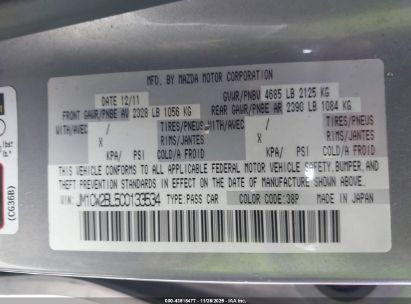 MFD. BY MAZDA MOTOR CORPORATION
DATE 12/11 GVWR/PNBV 4685 LB 2125 KG
FRONT GAWR/PNBE AV 2328 LB 1056 KG REAR GAWR/PNBE AR 2390 LB 1084 KG
WITH/AVEC / TIRES/PNEUS WITH/AVEC / TIRES/PNEUS
X RIMS/JANTES X RIMS/JANTES
KPA/ PSI COLD/A FROID KPA/ PSI COLD/A FROID
THIS VEHICLE CONFORMS TO ALL APPLICABLE FEDERAL MOTOR VEHICLE SAFETY, BUMPER, AND
THEFT PREVENTION STANDARDS IN EFFECT ON THE DATE OF MANUFACTURE SHOWN ABOVE.
VIN: JM1CW2BL5C0133534 TYPE:PASS CAR COLOR CODE:38P MADE IN JAPAN
(CG36B)
lbs